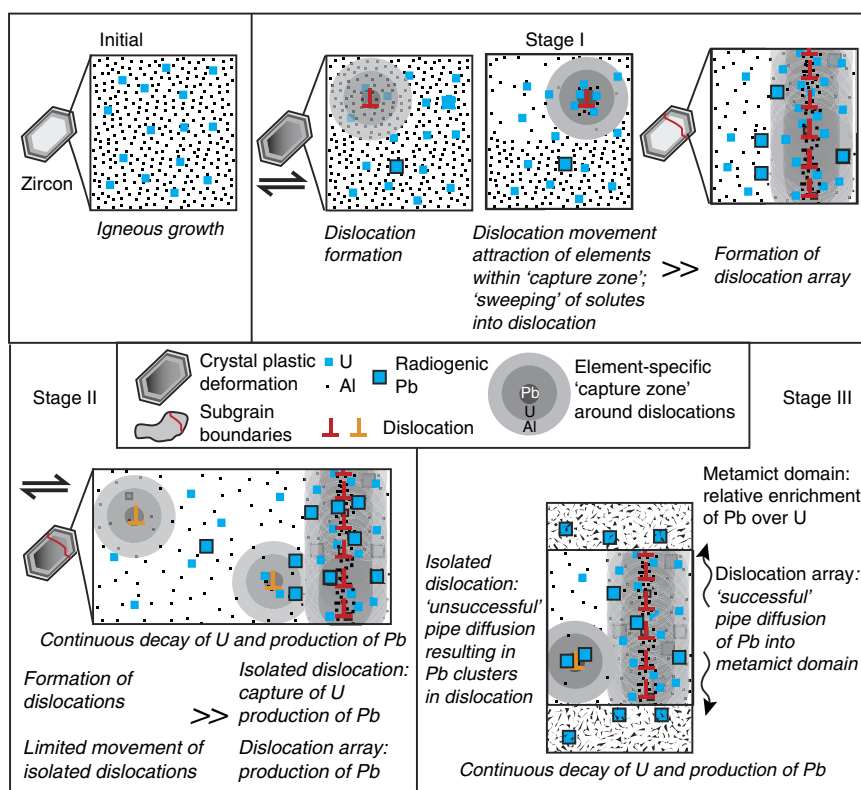 Initial
Zircon
Igneous growth
Stage I
Dislocation
formation
Dislocation movement
attraction of elements
within ‘capture zone’;
‘sweeping’ of solutes
into dislocation
>>
Formation of
dislocation array
Stage II
Crystal plastic
deformation
Subgrain
boundaries
U
Al
Radiogenic
Pb
Dislocation
Pb
U
Al
Element-specific
‘capture zone’
around dislocations
Continuous decay of U and production of Pb
Formation of
dislocations
Limited movement of
isolated dislocations
>>
Isolated dislocation:
capture of U
production of Pb
Dislocation array:
production of Pb
Stage III
Metamict domain:
relative enrichment
of Pb over U
Isolated
dislocation:
‘unsuccessful’
pipe diffusion
resulting in
Pb clusters
in dislocation
Dislocation array:
‘successful’
pipe diffusion
of Pb into
metamict domain
Continuous decay of U and production of Pb